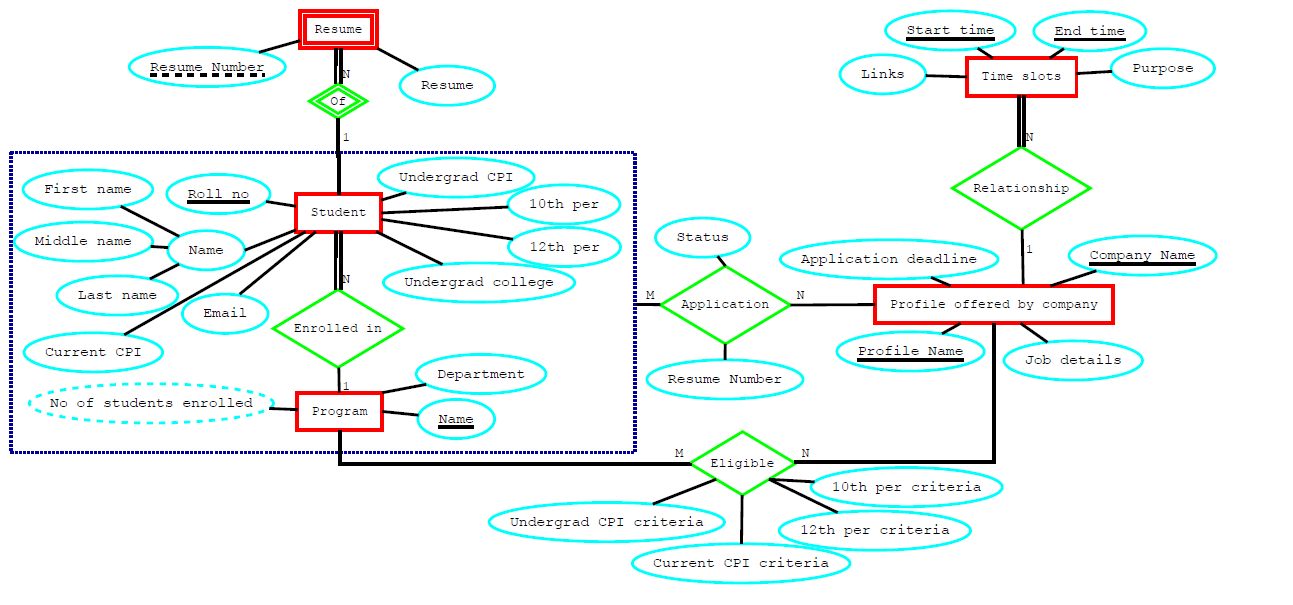 Resume
Start time
End time
Resume Number
N
Resume
Links
Time slots
Purpose
Of
1
N
First name
Roll no
Undergrad CPI
10th per
Relationship
Student
Middle name
Name
12th per
Status
1
Application deadline
Company Name
Last name
N
Undergrad college
Email
M
Application
N
Profile offered by company
Enrolled in
Current CPI
Profile Name
Job details
1
Department
Resume Number
No of students enrolled
Program
Name
M
Eligible
N
10th per criteria
Undergrad CPI criteria
12th per criteria
Current CPI criteria